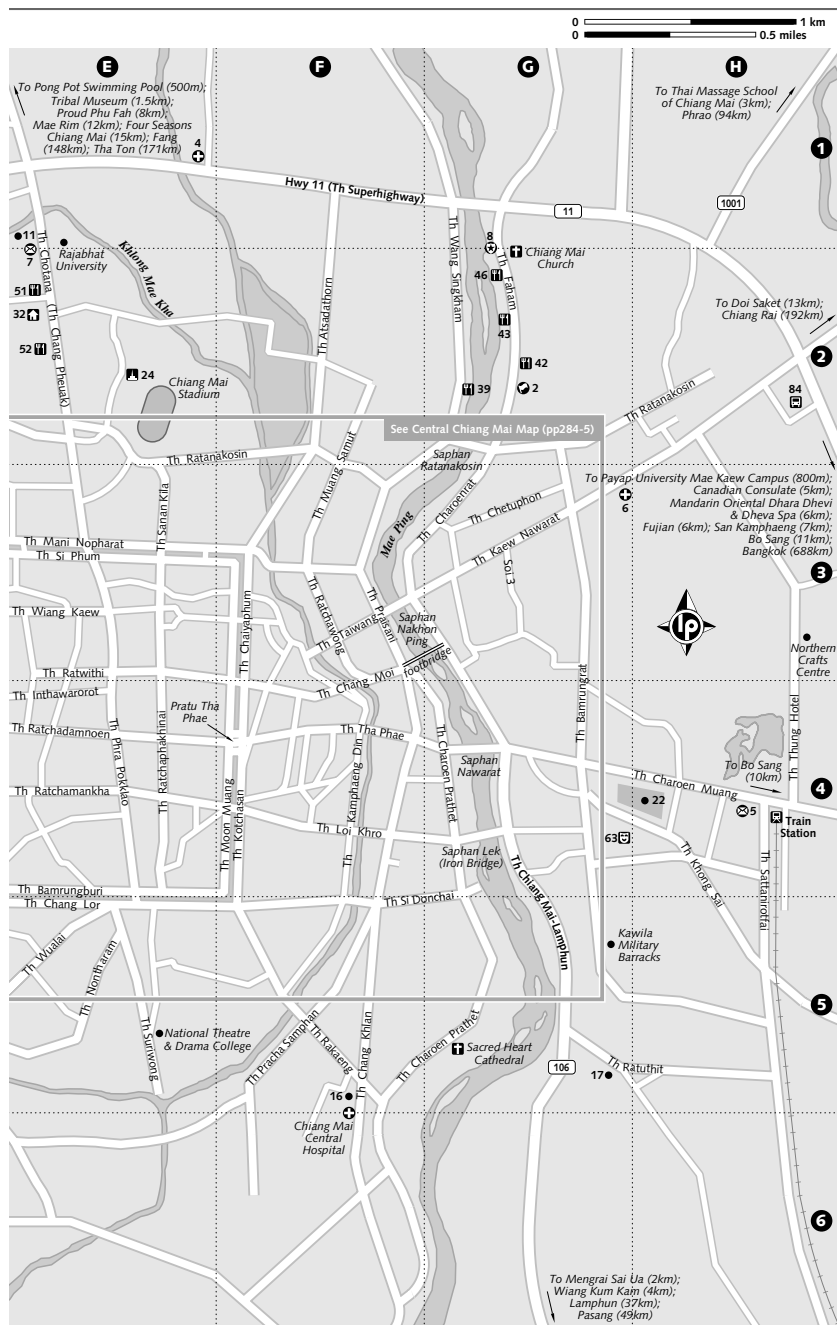 0 1 km
0 0.5 miles
E
F
G
H
To Pong Pot Swimming Pool (500m);
Tribal Museum (1.5km);
Proud Phu Fah (8km);
Mae Rim (12km); Four Seasons
Chiang Mai (15km); Fang
(148km); Tha Ton (171km)
4
To Thai Massage School
of Chiang Mai (3km);
Phrao (94km)
1
Hwy 11 (Th Superhighway)
11
1001
11
7
Rajabhat
University
Khlong Mae Kha
Th Chotana (Th Chang Pheuak)
Th Atsadathorn
Th Wang Singkham
8
Chiang Mai
Church
Th Faham
46
43
51
32
52
24
Chiang Mai
Stadium
42
39
2
To Doi Saket (13km);
Chiang Rai (192km)
2
84
Th Ratanakosin
See Central Chiang Mai Map (pp284-5)
Th Ratanakosin
Th Muang Samut
Saphan
Ratanakosin
Th Charoenrat
Th Chetuphon
To Payap University Mae Kaew Campus (800m);
Canadian Consulate (5km);
Mandarin Oriental Dhara Dhevi
& Dheva Spa (6km);
Fujian (6km); San Kamphaeng (7km);
Bo Sang (11km);
Bangkok (688km)
6
Th Sanan Kila
Mae Ping
Th Kaew Nawarat
Th Mani Nopharat
Th Si Phum
3
Soi 3
Th Wiang Kaew
Th Chaiyaphum
Th Ratchawong
Th Praisani
Th Taiwang
Saphan
Nakhon
Ping
lp
Northern
Crafts
Centre
footbridge
Th Ratwithi
Th Chang Moi
Th Inthawarorot
Th Bamrungrat
Pratu Tha
Phae
Th Thung Hotel
Th Ratchadamnoen
Th Phra Pokklao
Th Ratchaphakhinai
Th Tha Phae
Th Kamphaeng Din
Th Charoen Prathet
Saphan
Nawarat
To Bo Sang
(10km)
Th Charoen Muang
4
Th Ratchamankha
Th Moon Muang
Th Kotchasan
22
5
Train
Station
Th Loi Khro
63
Saphan Lek
(Iron Bridge)
Th Khong Sai
Th Sattanirotfai
Th Chiang Mai-Lamphun
Th Bamrungburi
Th Chang Lor
Th Si Donchai
Th Wualai
Th Nontharam
Kawila
Military
Barracks
5
National Theatre
& Drama College
Th Suriwong
Th Pracha Samphan
Th Rakaeng
Th Chang Khlan
Th Charoen Prathet
Sacred Heart
Cathedral
106
Th Ratuthit
17
16
Chiang Mai
Central
Hospital
6
To Mengrai Sai Ua (2km);
Wiang Kum Kam (4km);
Lamphun (37km);
Pasang (49km)